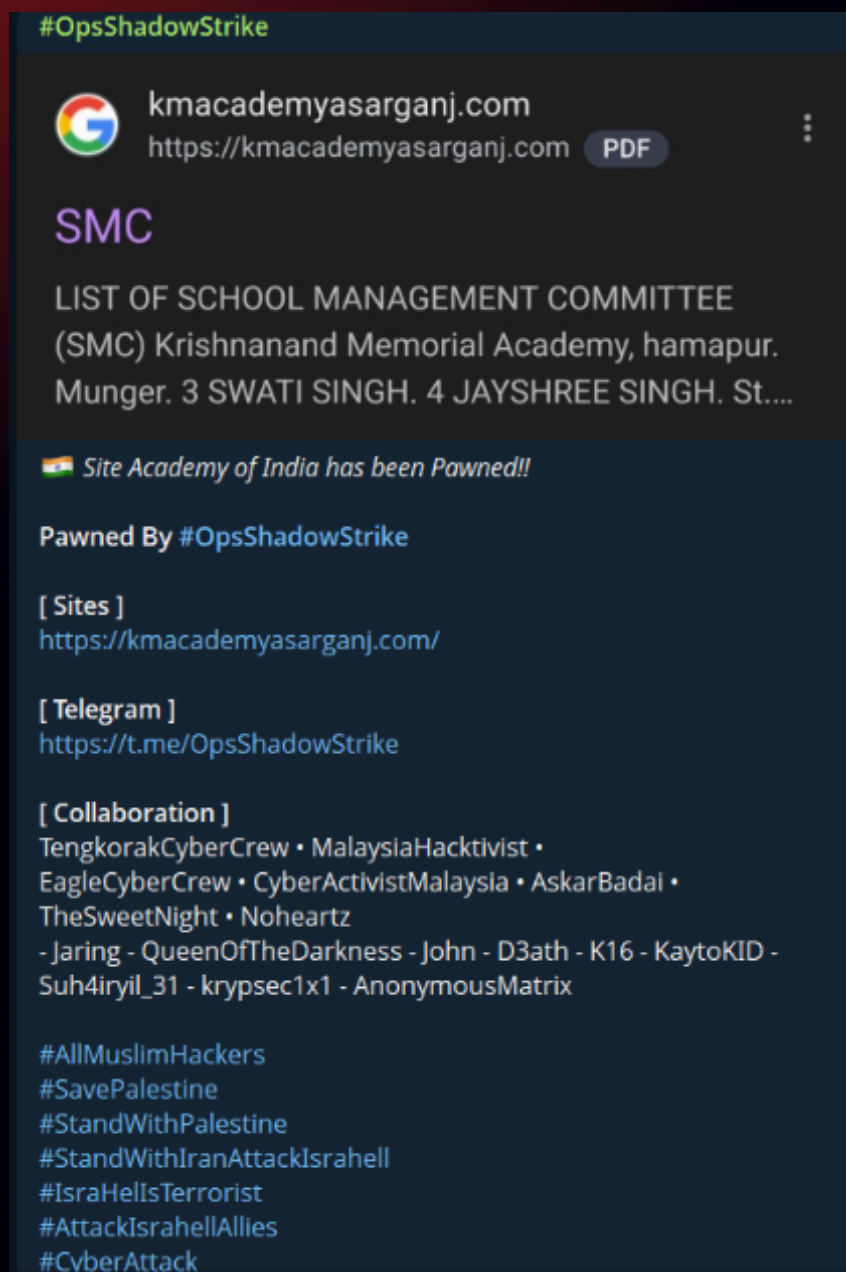 #OpsShadowStrike
kmacademyasarganj.com
https://kmacademyasarganj.com PDF
SMC
LIST OF SCHOOL MANAGEMENT COMMITTEE
(SMC) Krishnanand Memorial Academy, hamapur.
Munger. 3 SWATI SINGH. 4 JAYSHREE SINGH. St....
Site Academy of India has been Pawned!!
Pawned By #OpsShadowStrike
[ Sites ]
https://kmacademyasarganj.com/
[ Telegram ]
https://t.me/OpsShadowStrike
[ Collaboration ]
TengkorakCyberCrew • MalaysiaHacktivist •
EagleCyberCrew • CyberActivistMalaysia • AskarBadai •
TheSweetNight • Noheartz
- Jaring - QueenOfTheDarkness - John - D3ath - K16 - KaytoKID -
Suh4iryil_31 - krypsec1x1 - AnonymousMatrix
#AllMuslimHackers
#SavePalestine
#StandWithPalestine
#StandWithIranAttackIsrahell
#IsraHelIsTerrorist
#AttackIsrahellAllies
#CyberAttack